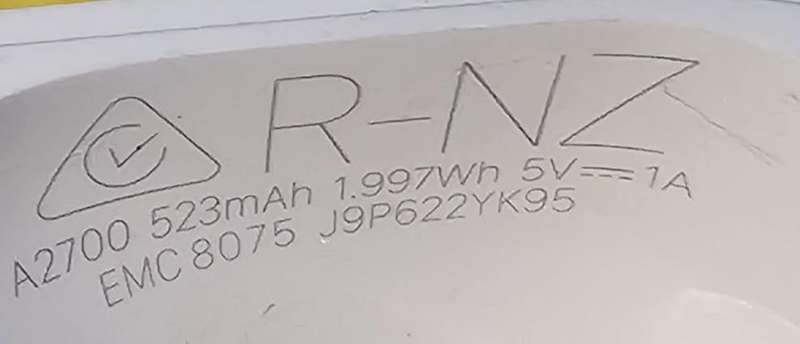 R-NZ
A2700 523mAh 1.997Wh 5V⎓1A
EMC 8075 J9P622YK95